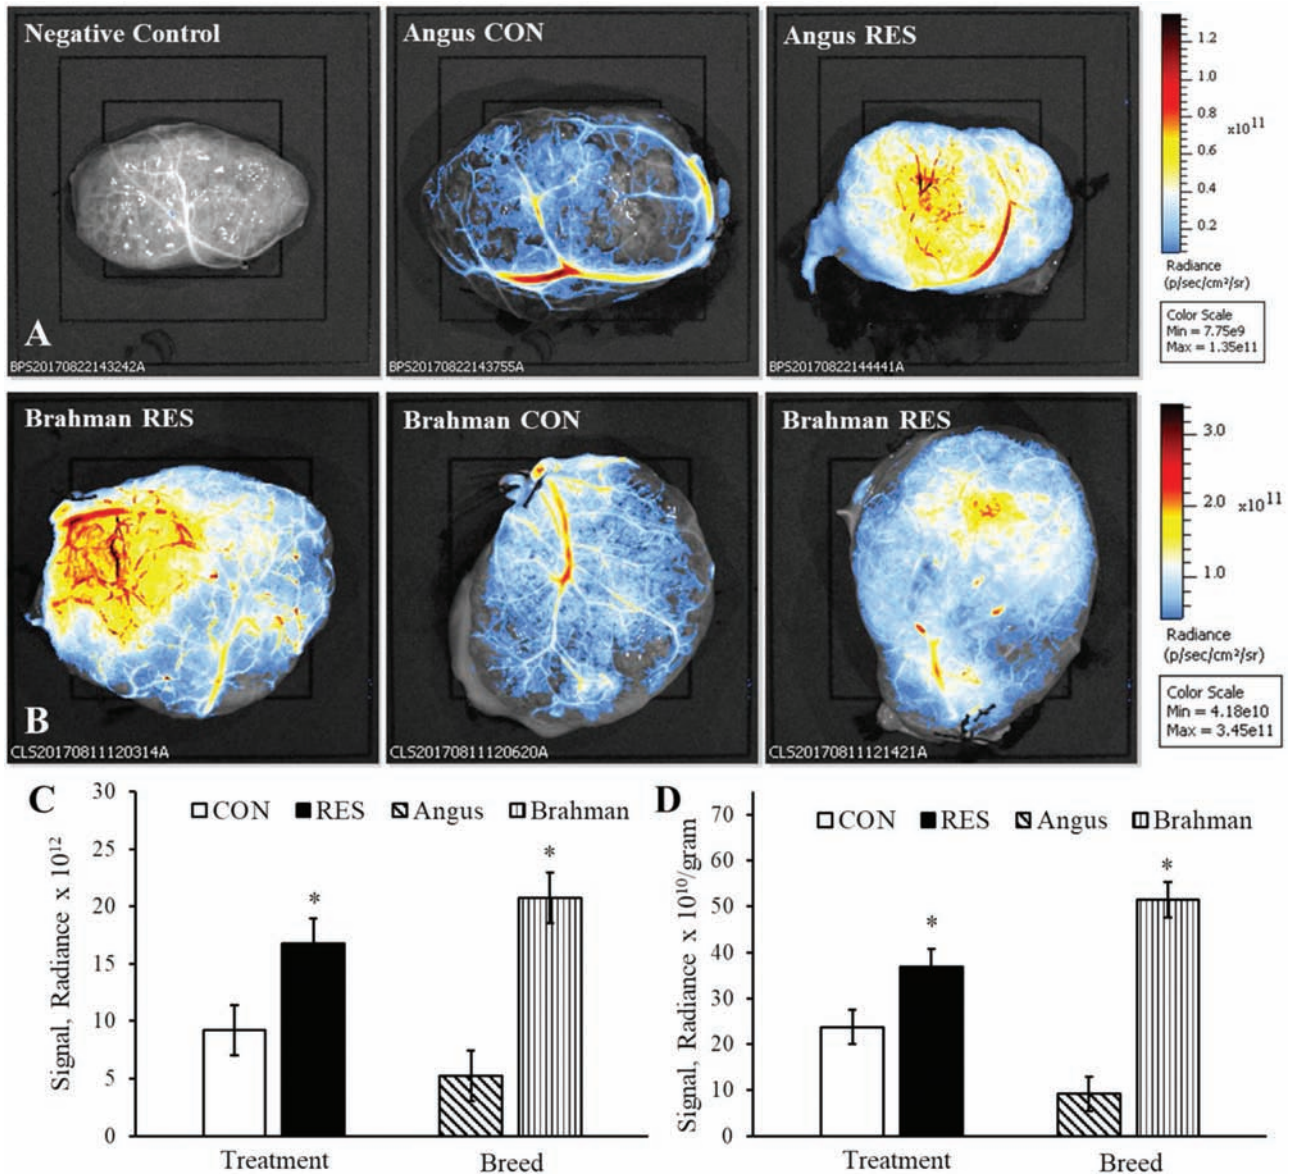 Negative Control
Angus CON
Angus RES
1.2
1.0
0.8
x10¹¹
0.6
0.4
0.2
Radiance
(p/sec/cm²/sr)
Color Scale
Min = 7.75e9
Max = 1.35e11
A
BPS20170822143242A
BPS20170822143755A
BPS20170822144441A
Brahman RES
Brahman CON
Brahman RES
3.0
2.0
x10¹¹
1.0
Radiance
(p/sec/cm²/sr)
Color Scale
Min = 4.18e10
Max = 3.45e11
B
CLS20170811120314A
CLS20170811120620A
CLS20170811121421A
C
Signal, Radiance x 10¹²
30
25
20
15
10
5
0
CON RES Angus Brahman
*
*
Treatment
Breed
D
Signal, Radiance x 10¹⁰/gram
70
60
50
40
30
20
10
0
CON RES Angus Brahman
*
*
Treatment
Breed